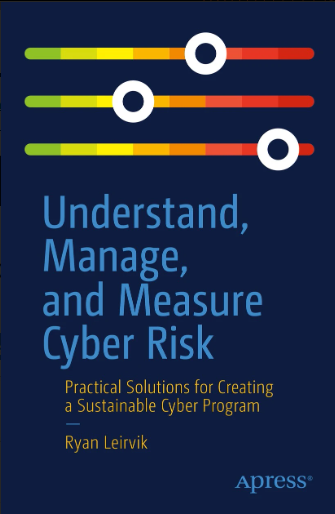 Understand,
Manage,
and Measure
Cyber Risk
Practical Solutions for Creating
a Sustainable Cyber Program
Ryan Leirvik
Apress®